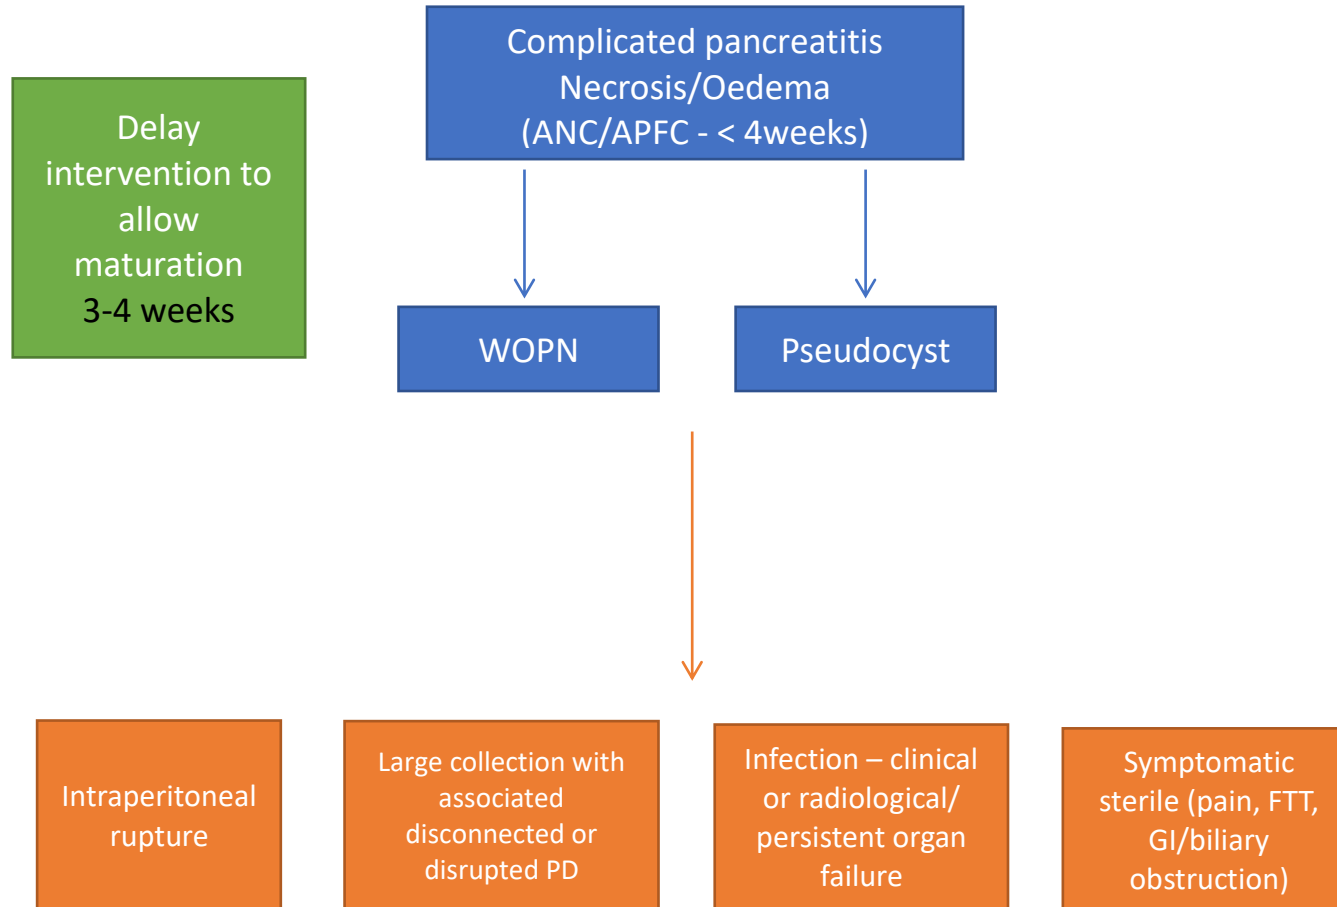 Complicated pancreatitis
Necrosis/Oedema
(ANC/APFC - < 4weeks)
Delay
intervention to
allow
maturation
3-4 weeks
WOPN
Pseudocyst
Intraperitoneal
rupture
Large collection with
associated
disconnected or
disrupted PD
Infection – clinical
or radiological/
persistent organ
failure
Symptomatic
sterile (pain, FTT,
GI/biliary
obstruction)